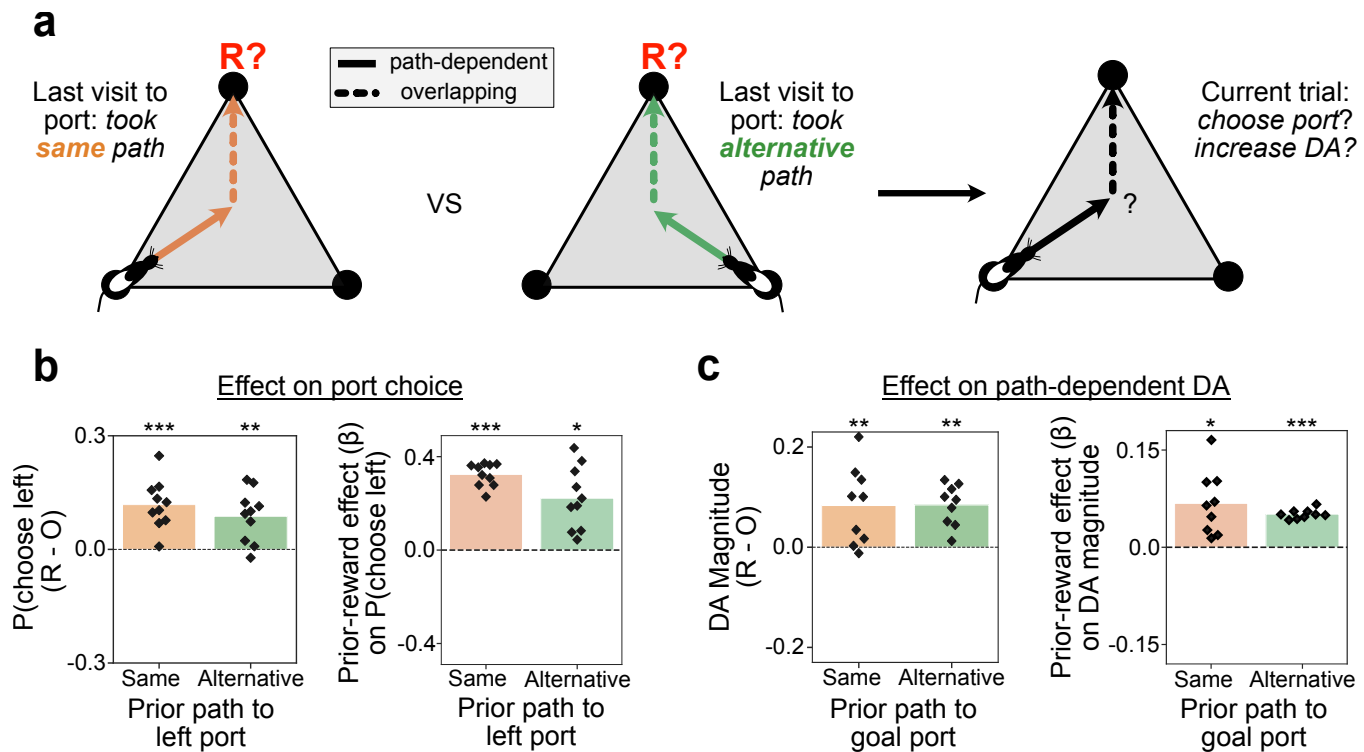 a
R?
Last visit to
port: took
same path
path-dependent
overlapping
VS
R?
Last visit to
port: took
alternative
path
?
Current trial:
choose port?
increase DA?
b
Effect on port choice
P(choose left)
(R - O)
0.3
0.0
-0.3
***
**
Same
Alternative
Prior path to
left port
Prior-reward effect (β)
on P(choose left)
0.4
0.0
-0.4
***
*
Same
Alternative
Prior path to
left port
c
Effect on path-dependent DA
DA Magnitude
(R - O)
0.2
0.0
-0.2
**
**
Same
Alternative
Prior path to
goal port
Prior-reward effect (β)
on DA magnitude
0.15
0.0
-0.15
*
***
Same
Alternative
Prior path to
goal port